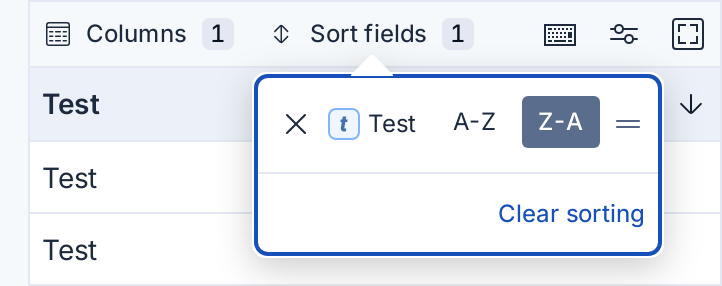 Columns 1 Sort fields 1
Test
t Test A-Z Z-A
Test
Clear sorting
Test